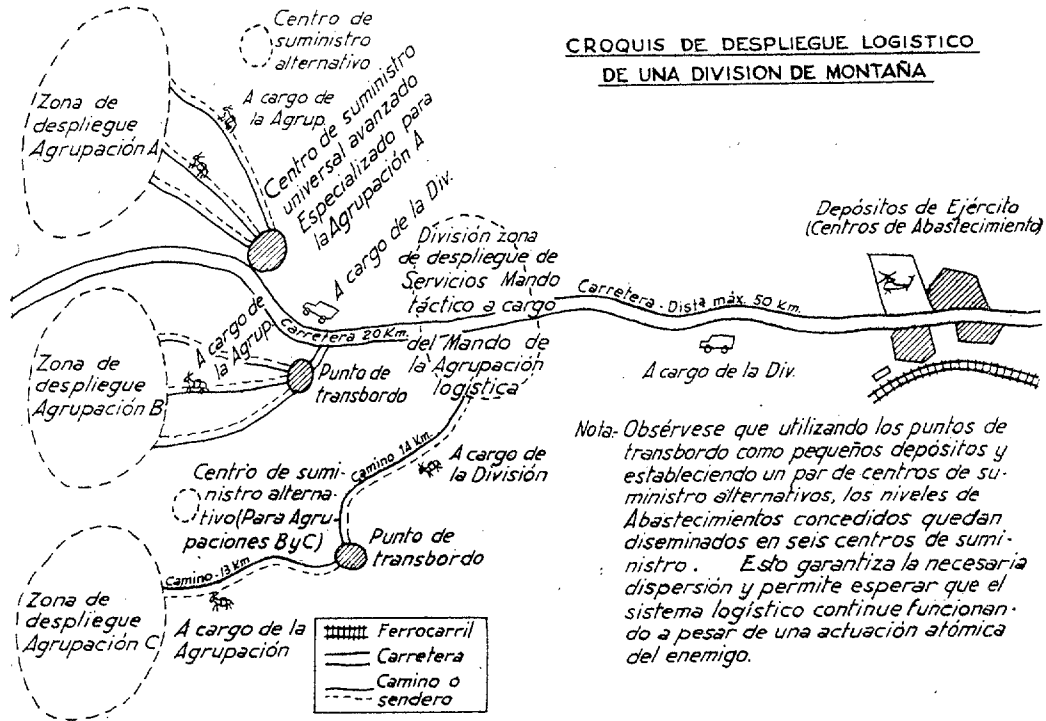 CROQUIS DE DESPLIEGUE LOGISTICO
DE UNA DIVISION DE MONTAÑA
Centro de
suministro
alternativo
Zona de
despliegue
Agrupación A
A cargo de
la Agrup.
Centro de suministro
universal avanzado
Especializado para
la Agrupación A
A cargo de la Div.
División zona
de despliegue de
Servicios Mando
táctico a cargo
del Mando de
la Agrupación
logística
Depósitos de Ejército
(Centros de Abastecimiento)
Carretera - Dista máx. 50 Km.
A cargo de la Div.
Carretera 20 Km.
A cargo de
la Agrup.
Zona de
despliegue
Agrupación B
Punto de
transbordo
Camino 14 Km.
A cargo de
la División
Centro de sumi-
nistro alterna-
tivo (Para Agru-
paciones B y C)
Punto de
transbordo
Camino - 13 Km
Zona de
despliegue
Agrupación C
A cargo de la
Agrupación
Ferrocarril
Carretera
Camino ó
sendero
Nota.- Obsérvese que utilizando los puntos de
transbordo como pequeños depósitos y
estableciendo un par de centros de su-
ministro alternativos, los niveles de
Abastecimientos concedidos quedan
diseminados en seis centros de sumi-
nistro. Esto garantiza la necesaria
dispersión y permite esperar que el
sistema logístico continue funcionan-
do a pesar de una actuación atómica
del enemigo.